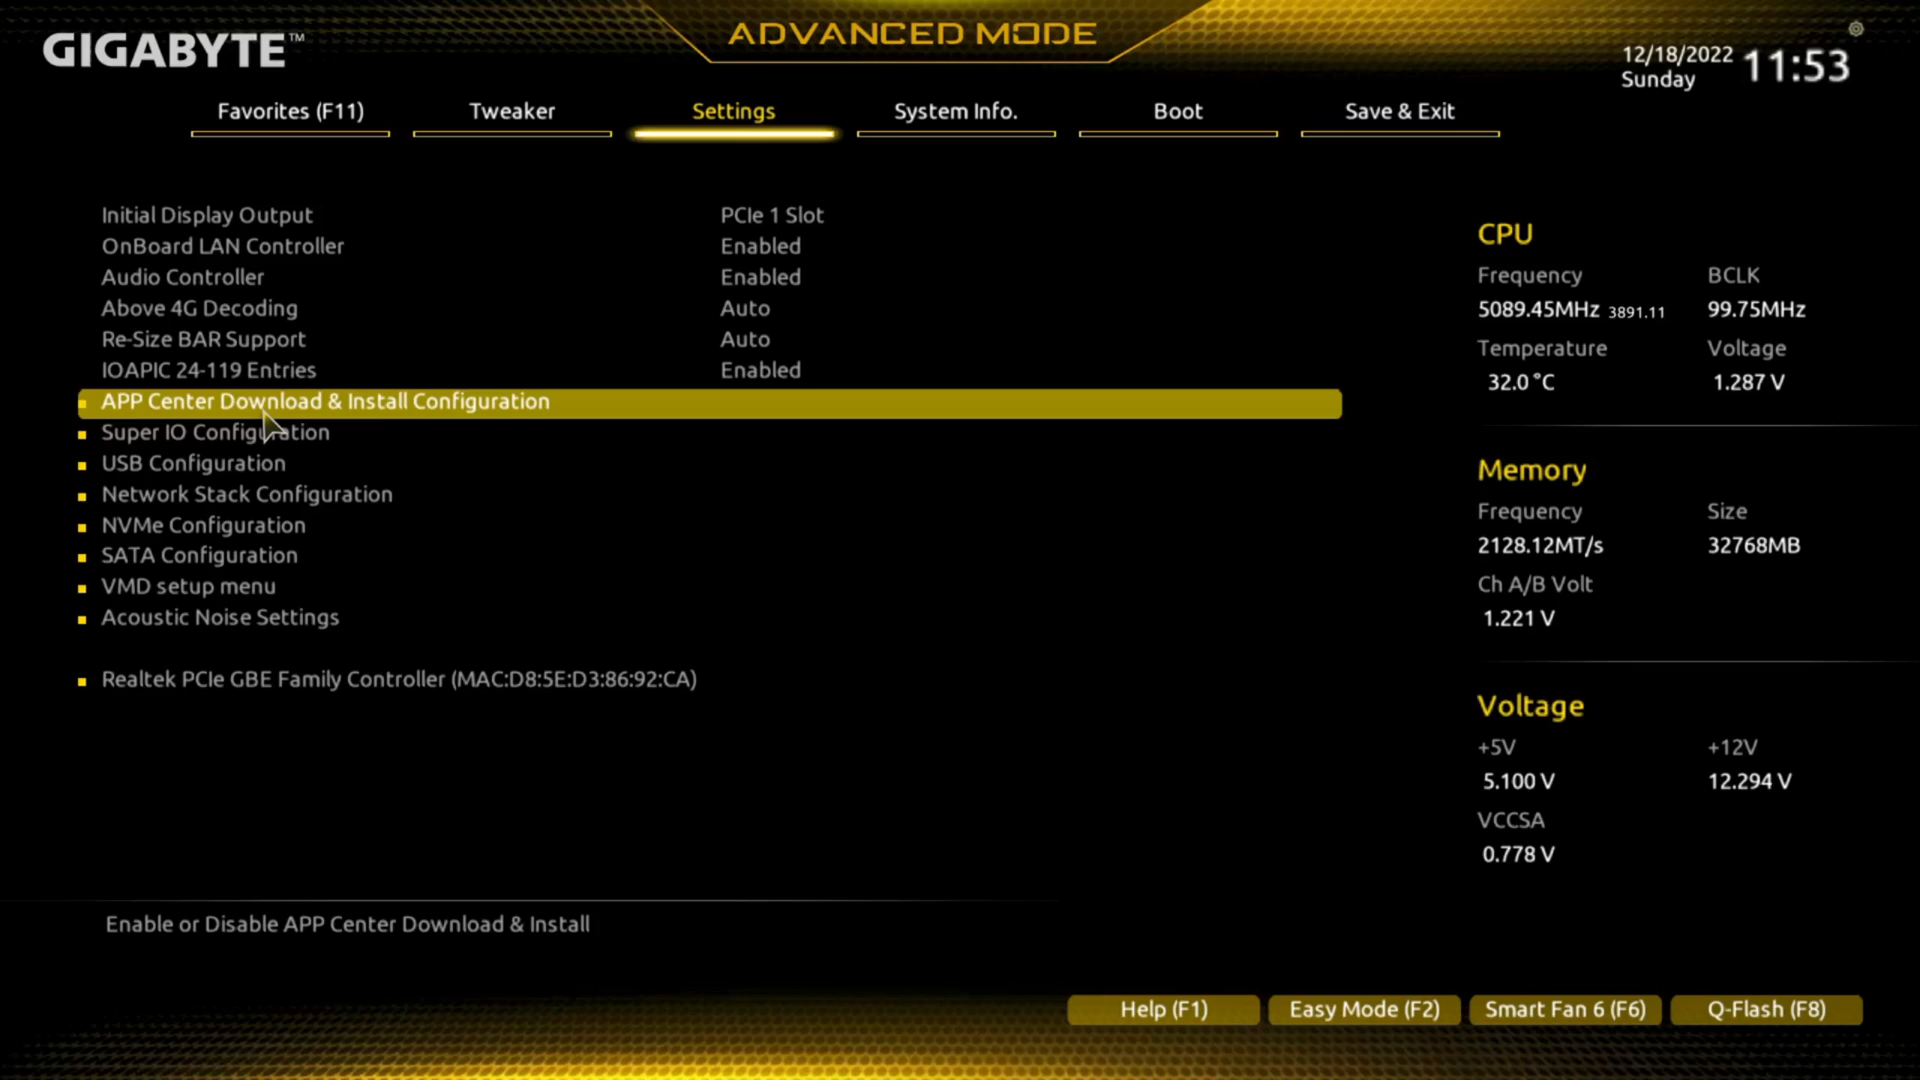 GIGABYTE™
ADVANCED MODE
12/18/2022
Sunday
11:53
Favorites (F11)
Tweaker
Settings
System Info.
Boot
Save & Exit
Initial Display Output PCIe 1 Slot
OnBoard LAN Controller Enabled
Audio Controller Enabled
Above 4G Decoding Auto
Re-Size BAR Support Auto
IOAPIC 24-119 Entries Enabled
APP Center Download & Install Configuration
Super IO Configuration
USB Configuration
Network Stack Configuration
NVMe Configuration
SATA Configuration
VMD setup menu
Acoustic Noise Settings
Realtek PCIe GBE Family Controller (MAC:D8:5E:D3:86:92:CA)
CPU
Frequency BCLK
5089.45MHz 3891.11 99.75MHz
Temperature Voltage
32.0 °C 1.287 V
Memory
Frequency Size
2128.12MT/s 32768MB
Ch A/B Volt
1.221 V
Voltage
+5V +12V
5.100 V 12.294 V
VCCSA
0.778 V
Enable or Disable APP Center Download & Install
Help (F1)
Easy Mode (F2)
Smart Fan 6 (F6)
Q-Flash (F8)